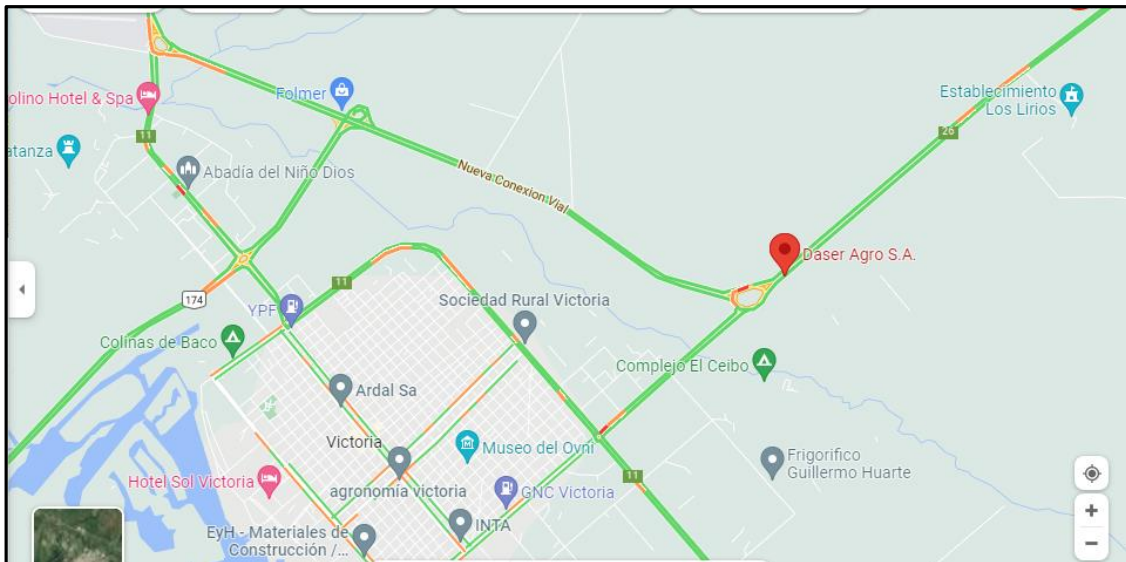 olino Hotel & Spa
Folmer
Establecimiento
Los Lirios
11
26
atanza
Abadía del Niño Dios
Nueva Conexion Vial
Daser Agro S.A.
11
174
Sociedad Rural Victoria
YPF
Colinas de Baco
Complejo El Ceibo
Ardal Sa
Victoria
Museo del Ovni
Frigorifico
Guillermo Huarte
11
Hotel Sol Victoria
agronomía victoria
GNC Victoria
INTA
EyH - Materiales de
Construcción /...